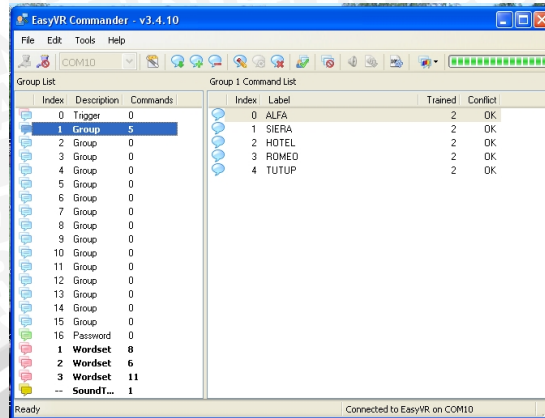 EasyVR Commander - v3.4.10
File Edit Tools Help
COM10
Group List Group 1 Command List
Index Description Commands Index Label Trained Conflict
0 Trigger 0 0 ALFA 2 OK
1 Group 5 1 SIERA 2 OK
2 Group 0 2 HOTEL 2 OK
3 Group 0 3 ROMEO 2 OK
4 Group 0 4 TUTUP 2 OK
5 Group 0
6 Group 0
7 Group 0
8 Group 0
9 Group 0
10 Group 0
11 Group 0
12 Group 0
13 Group 0
14 Group 0
15 Group 0
16 Password 0
1 Wordset 8
2 Wordset 6
3 Wordset 11
-- SoundT... 1
Ready Connected to EasyVR on COM10